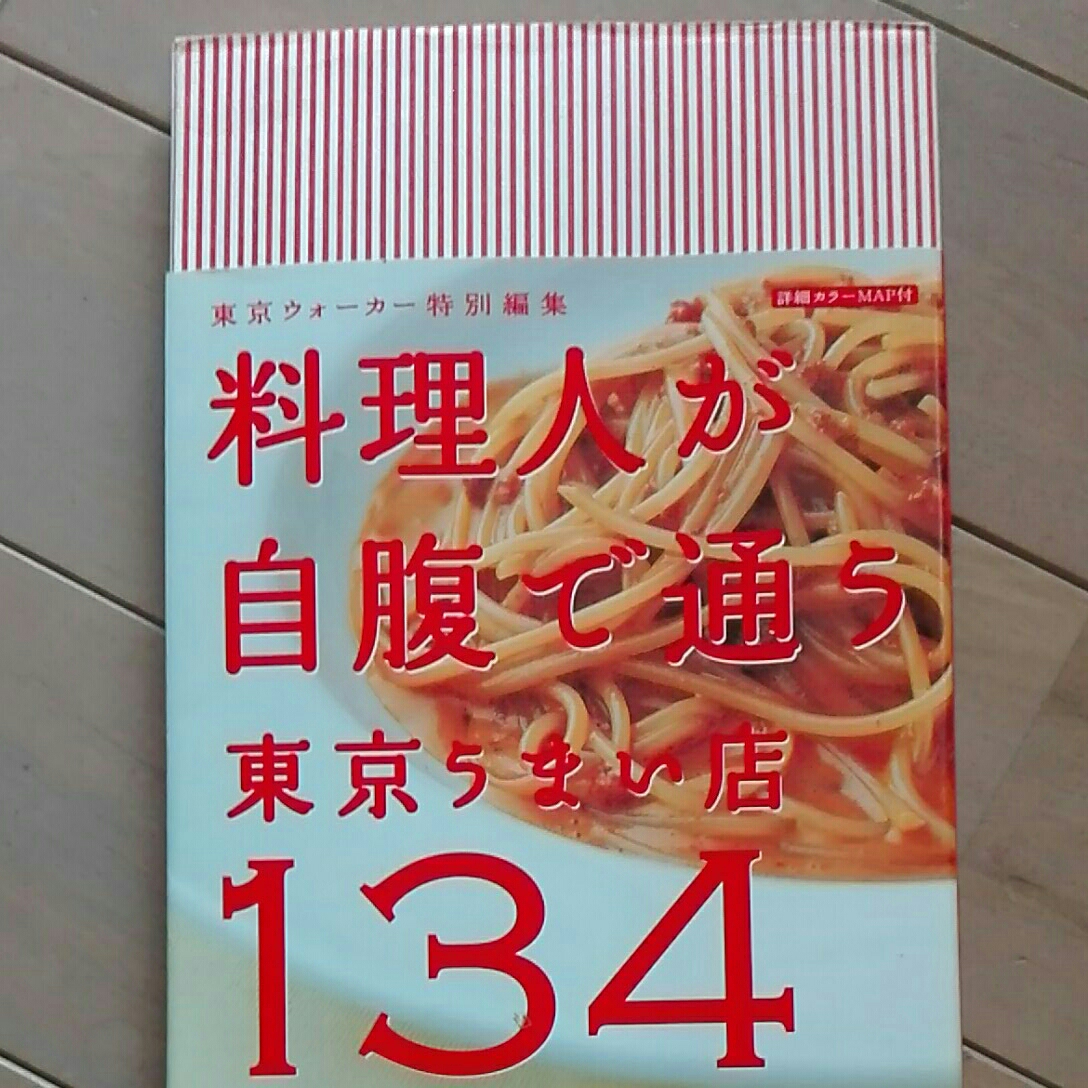 東京ウォーカー特別編集
詳細カラーMAP付
料理人が
自腹で通う
東京うまい店
134